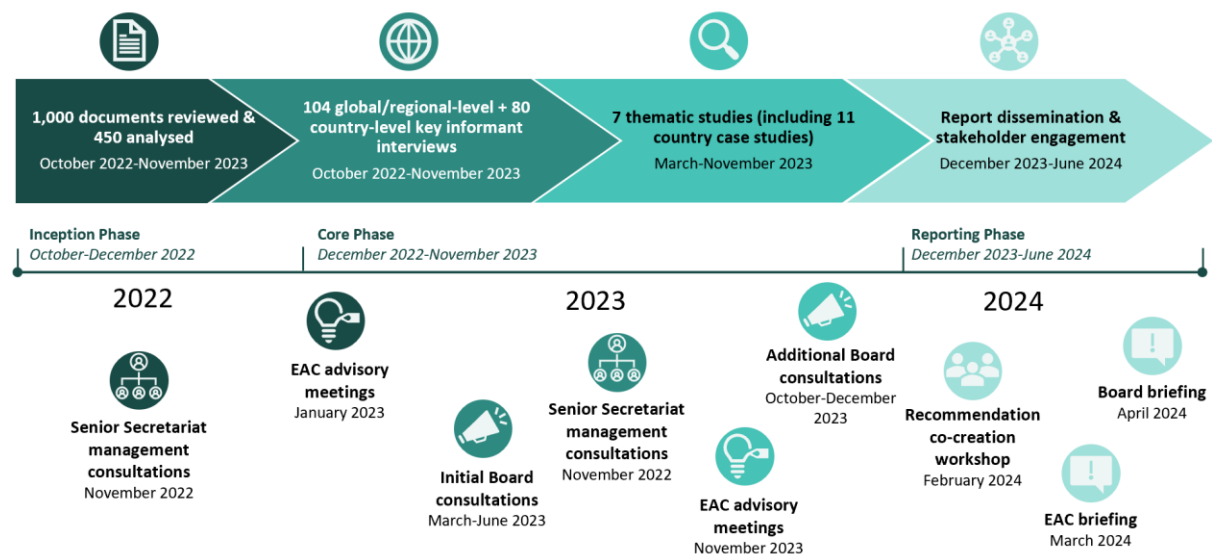 1,000 documents reviewed &
450 analysed
October 2022-November 2023
104 global/regional-level + 80
country-level key informant
interviews
October 2022-November 2023
7 thematic studies (including 11
country case studies)
March-November 2023
Report dissemination &
stakeholder engagement
December 2023-June 2024
Inception Phase
October-December 2022
Core Phase
December 2022-November 2023
Reporting Phase
December 2023-June 2024
2022
2023
2024
Senior Secretariat
management
consultations
November 2022
EAC advisory
meetings
January 2023
Initial Board
consultations
March-June 2023
Senior Secretariat
management
consultations
November 2022
EAC advisory
meetings
November 2023
Additional Board
consultations
October-December
2023
Recommendation
co-creation
workshop
February 2024
EAC briefing
March 2024
Board briefing
April 2024